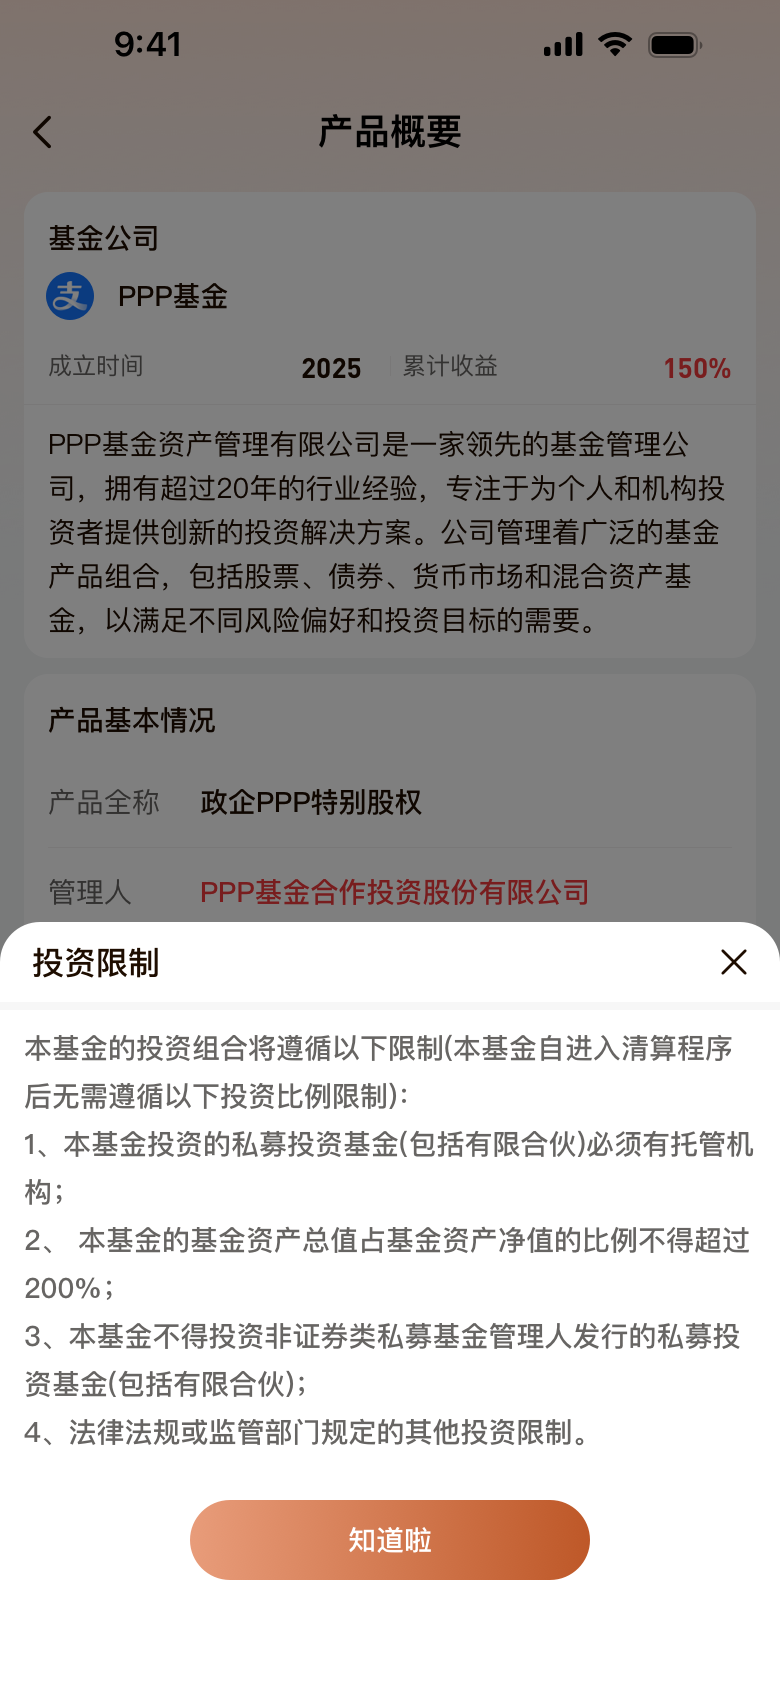 9:41
产品概要
基金公司
支 PPP基金
成立时间 2025 累计收益 150%
PPP基金资产管理有限公司是一家领先的基金管理公
司，拥有超过20年的行业经验，专注于为个人和机构投
资者提供创新的投资解决方案。公司管理着广泛的基金
产品组合，包括股票、债券、货币市场和混合资产基
金，以满足不同风险偏好和投资目标的需要。
产品基本情况
产品全称 政企PPP特别股权
管理人 PPP基金合作投资股份有限公司
投资限制
本基金的投资组合将遵循以下限制(本基金自进入清算程序
后无需遵循以下投资比例限制)：
1、本基金投资的私募投资基金(包括有限合伙)必须有托管机
构；
2、 本基金的基金资产总值占基金资产净值的比例不得超过
200%；
3、本基金不得投资非证券类私募基金管理人发行的私募投
资基金(包括有限合伙)；
4、法律法规或监管部门规定的其他投资限制。
知道啦